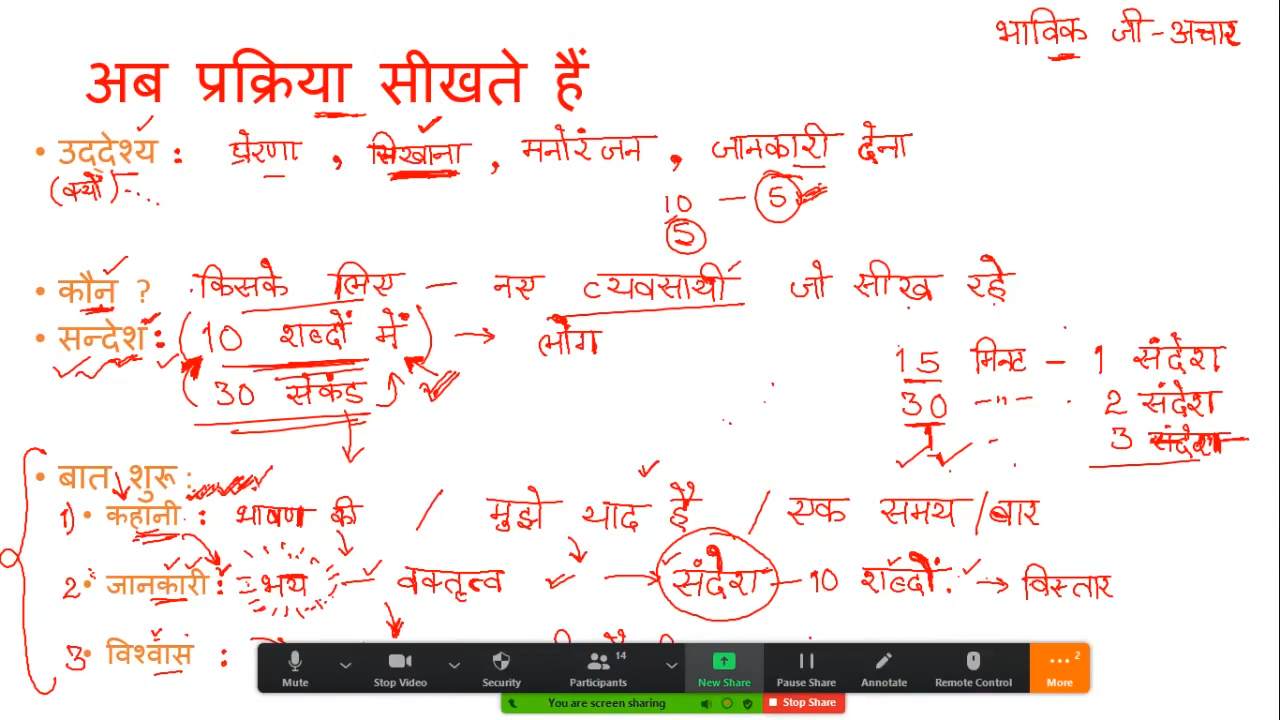 भाविक जी - अचार
अब प्रक्रिया सीखते हैं
• उद्देश्य : प्रेरणा , सिखाना , मनोरंजन , जानकारी देना
(क्यों) - ...
10 — 5
5
• कौन ? किसके लिए — नए व्यवसायी जो सीख रहे
• सन्देश : (10 शब्दों में) → भोग
(30 सेकंड)
15 मिनट - 1 संदेश
30 -"- 2 संदेश
1 - 3 संदेश
• बात शुरू :
1) • कहानी : भाषण की / मुझे याद है / एक समय / बार
2 • जानकारी : भय — वक्तृत्व → संदेश - 10 शब्दों. → विस्तार
3 • विश्वास :
14
2
Mute Stop Video Security Participants New Share Pause Share Annotate Remote Control More
You are screen sharing Stop Share